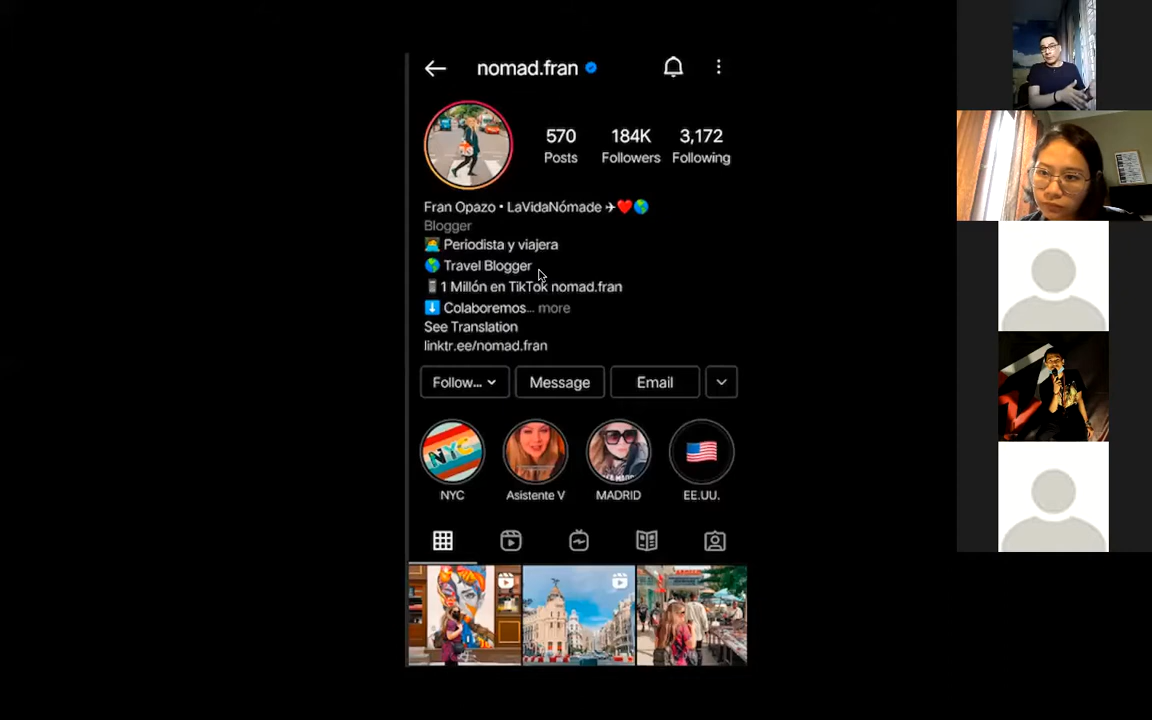 nomad.fran
570 184K 3,172
Posts Followers Following
Fran Opazo • LaVidaNómade ✈❤️🌎
Blogger
👩‍💻 Periodista y viajera
🌎 Travel Blogger
📱1 Millón en TikTok nomad.fran
⬇️ Colaboremos... more
See Translation
linktr.ee/nomad.fran
Follow... Message Email
NYC
NYC Asistente V MADRID EE.UU.